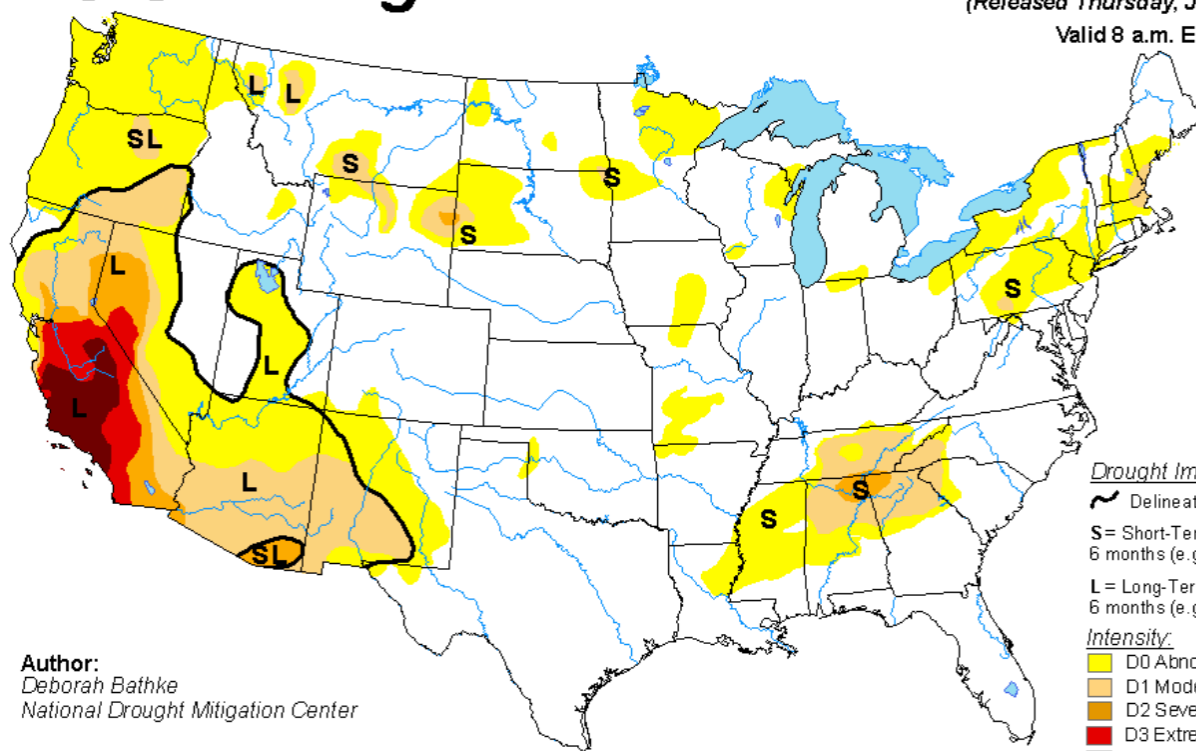 (Released Thursday, J
Valid 8 a.m. E
L
L
SL
S
S
S
L
S
L
L
S
L
S
SL
Drought Im
Delineat
S = Short-Ter
6 months (e.g
L = Long-Ter
6 months (e.g
Intensity:
D0 Abno
D1 Mode
D2 Seve
D3 Extre
Author:
Deborah Bathke
National Drought Mitigation Center